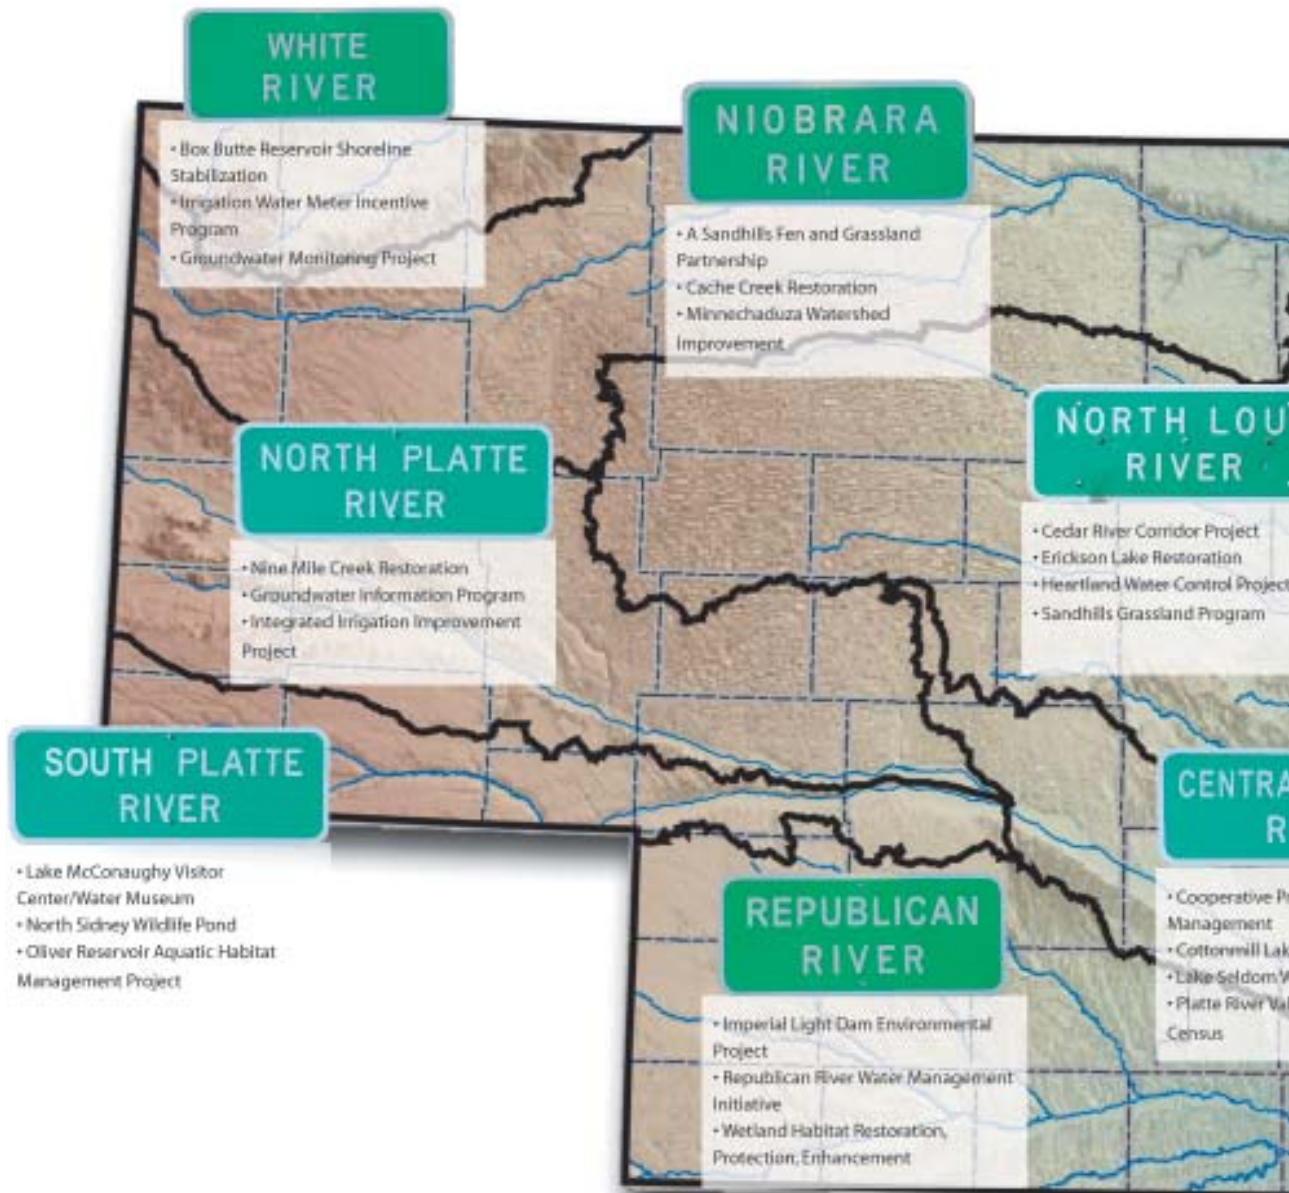 WHITE
RIVER
• Box Butte Reservoir Shoreline
Stabilization
• Irrigation Water Meter Incentive
Program
• Groundwater Monitoring Project
NIOBRARA
RIVER
• A Sandhills Fen and Grassland
Partnership
• Cache Creek Restoration
• Minnechaduza Watershed
Improvement
NORTH PLATTE
RIVER
• Nine Mile Creek Restoration
• Groundwater Information Program
• Integrated Irrigation Improvement
Project
NORTH LOU
RIVER
• Cedar River Corridor Project
• Erickson Lake Restoration
• Heartland Water Control Project
• Sandhills Grassland Program
SOUTH PLATTE
RIVER
• Lake McConaughy Visitor
Center/Water Museum
• North Sidney Wildlife Pond
• Oliver Reservoir Aquatic Habitat
Management Project
REPUBLICAN
RIVER
• Imperial Light Dam Environmental
Project
• Republican River Water Management
Initiative
• Wetland Habitat Restoration,
Protection, Enhancement
CENTRA
R
• Cooperative P
Management
• Cottonmill Lak
• Lake Seldom W
• Platte River Val
Census